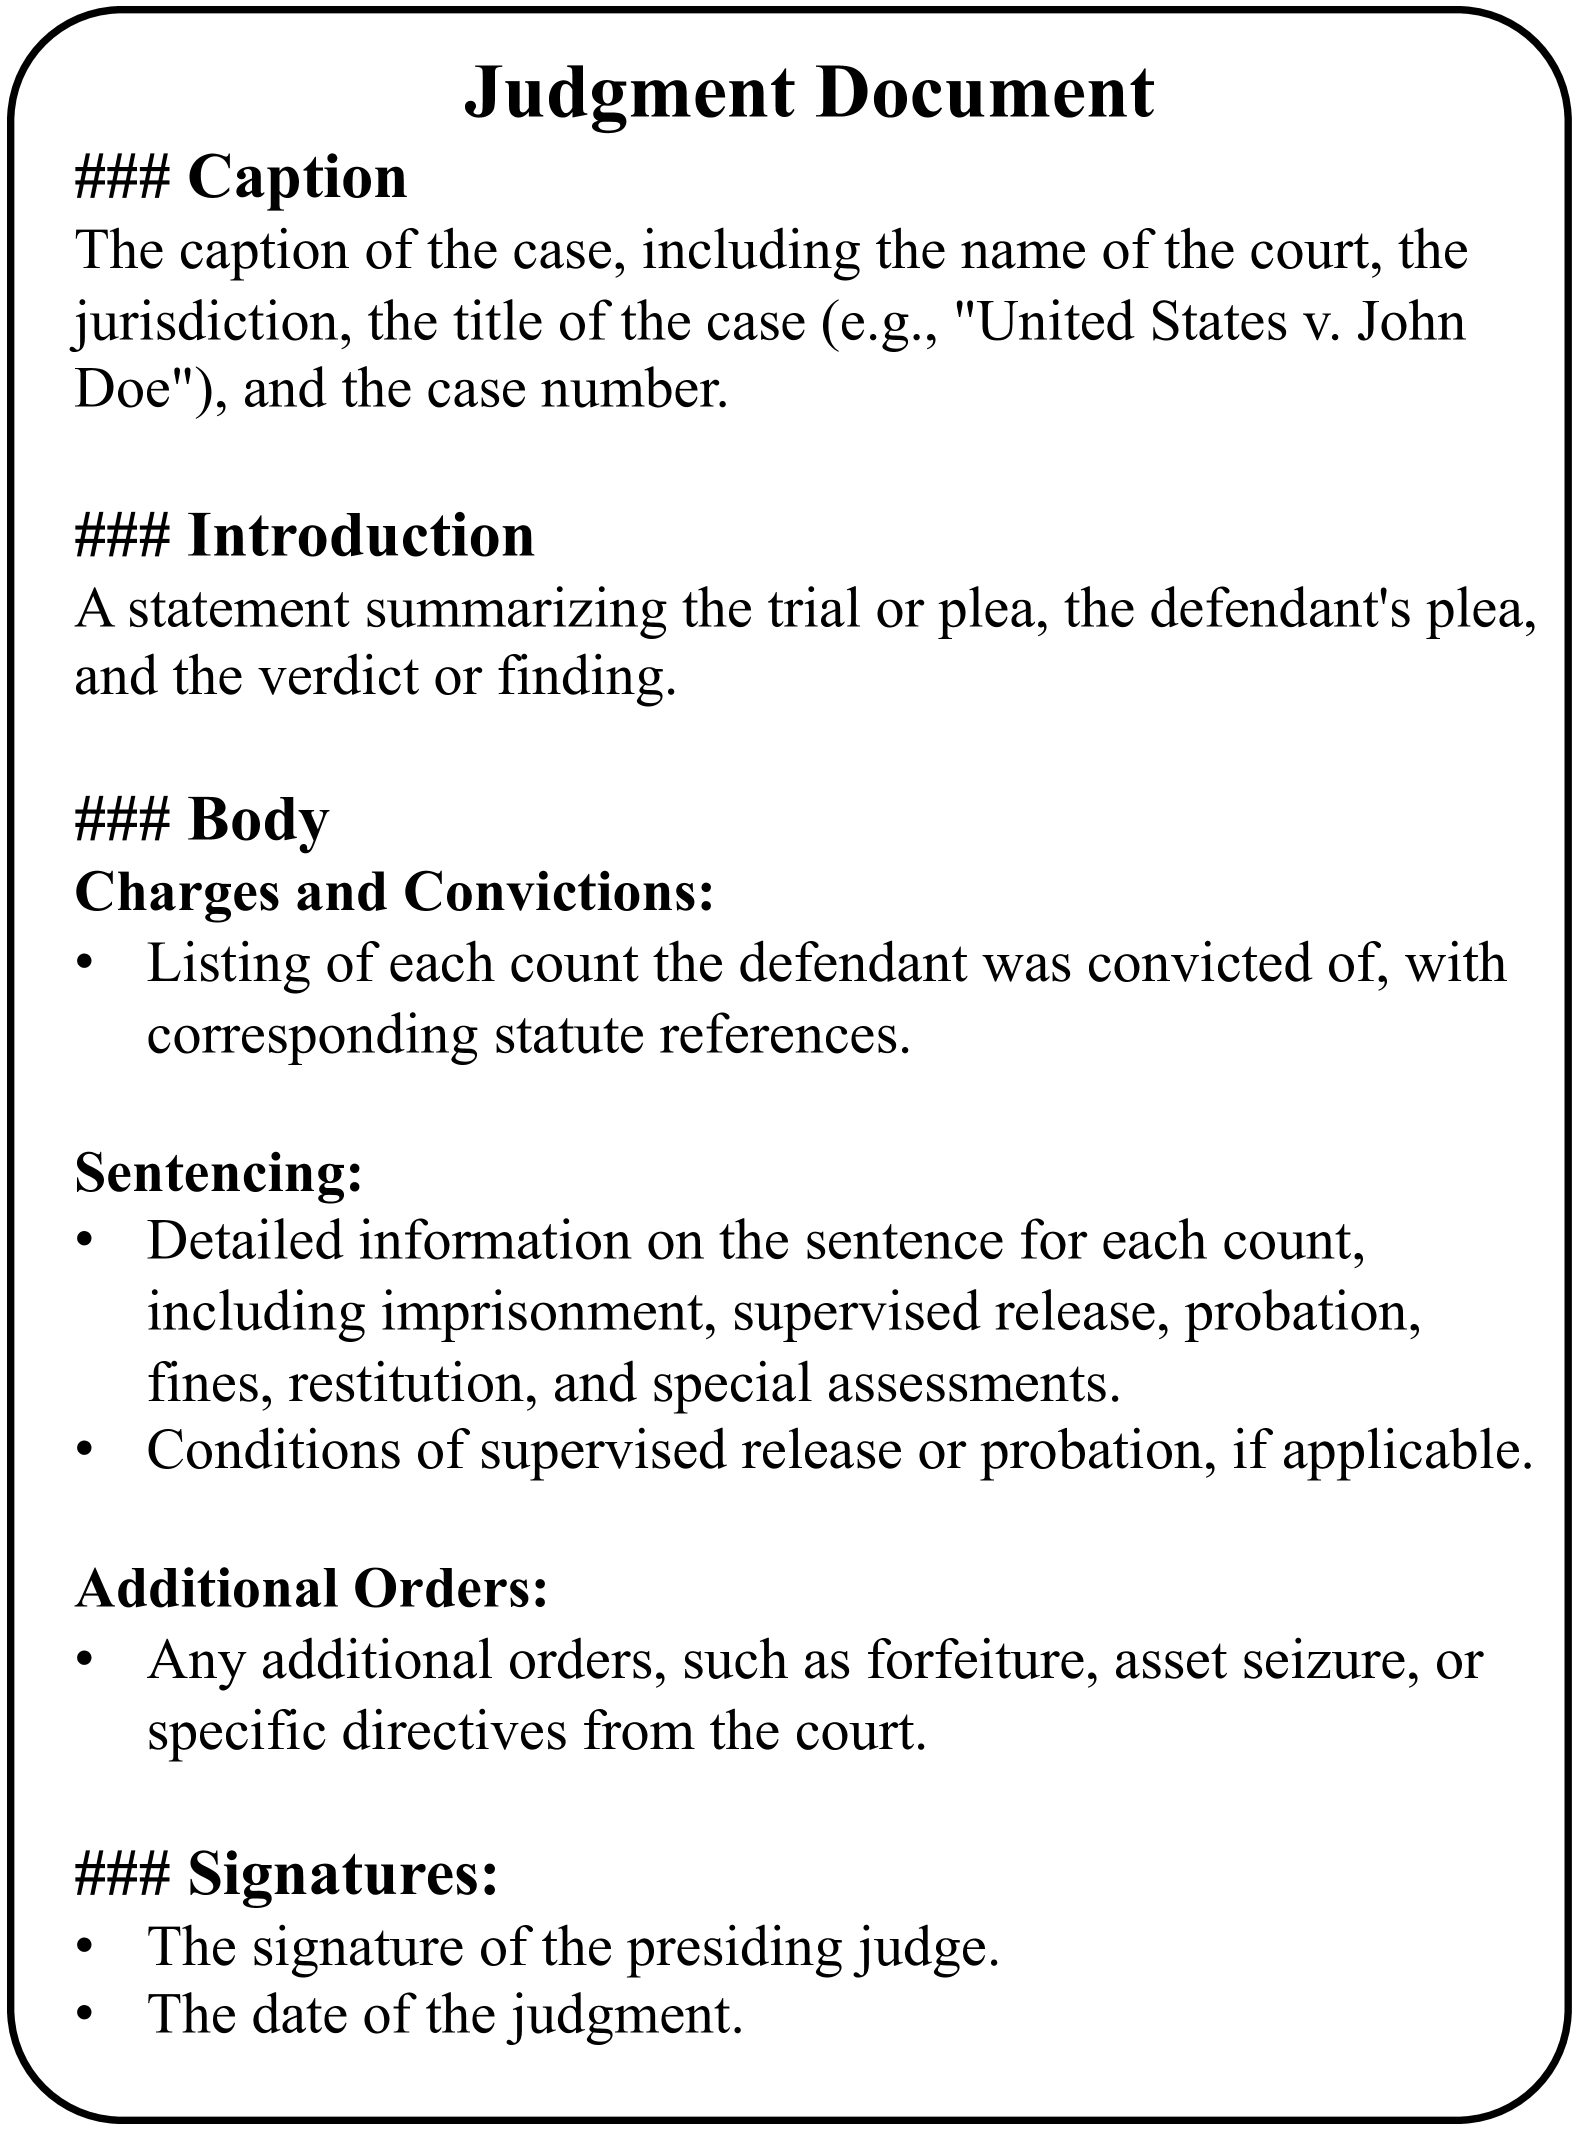 Judgment Document
### Caption
The caption of the case, including the name of the court, the
jurisdiction, the title of the case (e.g., "United States v. John
Doe"), and the case number.
### Introduction
A statement summarizing the trial or plea, the defendant's plea,
and the verdict or finding.
### Body
Charges and Convictions:
• Listing of each count the defendant was convicted of, with
corresponding statute references.
Sentencing:
• Detailed information on the sentence for each count,
including imprisonment, supervised release, probation,
fines, restitution, and special assessments.
• Conditions of supervised release or probation, if applicable.
Additional Orders:
• Any additional orders, such as forfeiture, asset seizure, or
specific directives from the court.
### Signatures:
• The signature of the presiding judge.
• The date of the judgment.